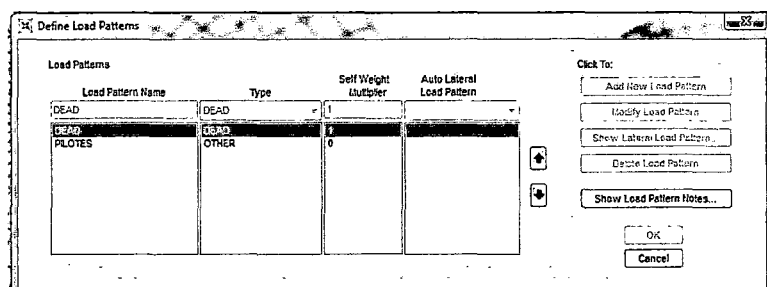 Define Load Patterns
Load Patterns
Click To:
Load Pattern Name Type Self Weight Multiplier Auto Lateral Load Pattern
DEAD DEAD 1
DEAD DEAD 1
PILOTES OTHER 0
Add New Load Pattern
Modify Load Pattern
Show Lateral Load Pattern...
Delete Load Pattern
Show Load Pattern Notes...
OK
Cancel